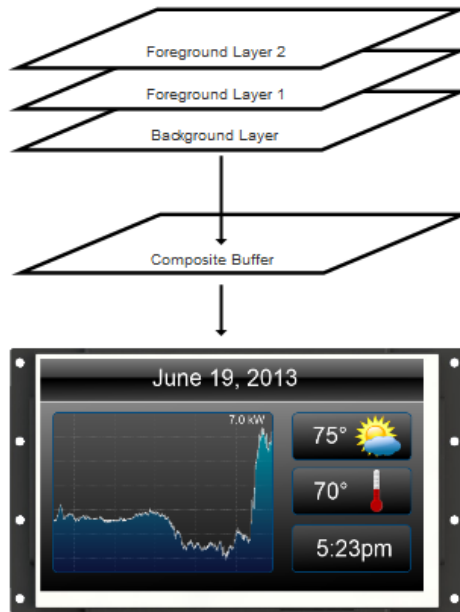 Foreground Layer 2
Foreground Layer 1
Background Layer
Composite Buffer
June 19, 2013
7.0 kW
75°
70°
5:23pm